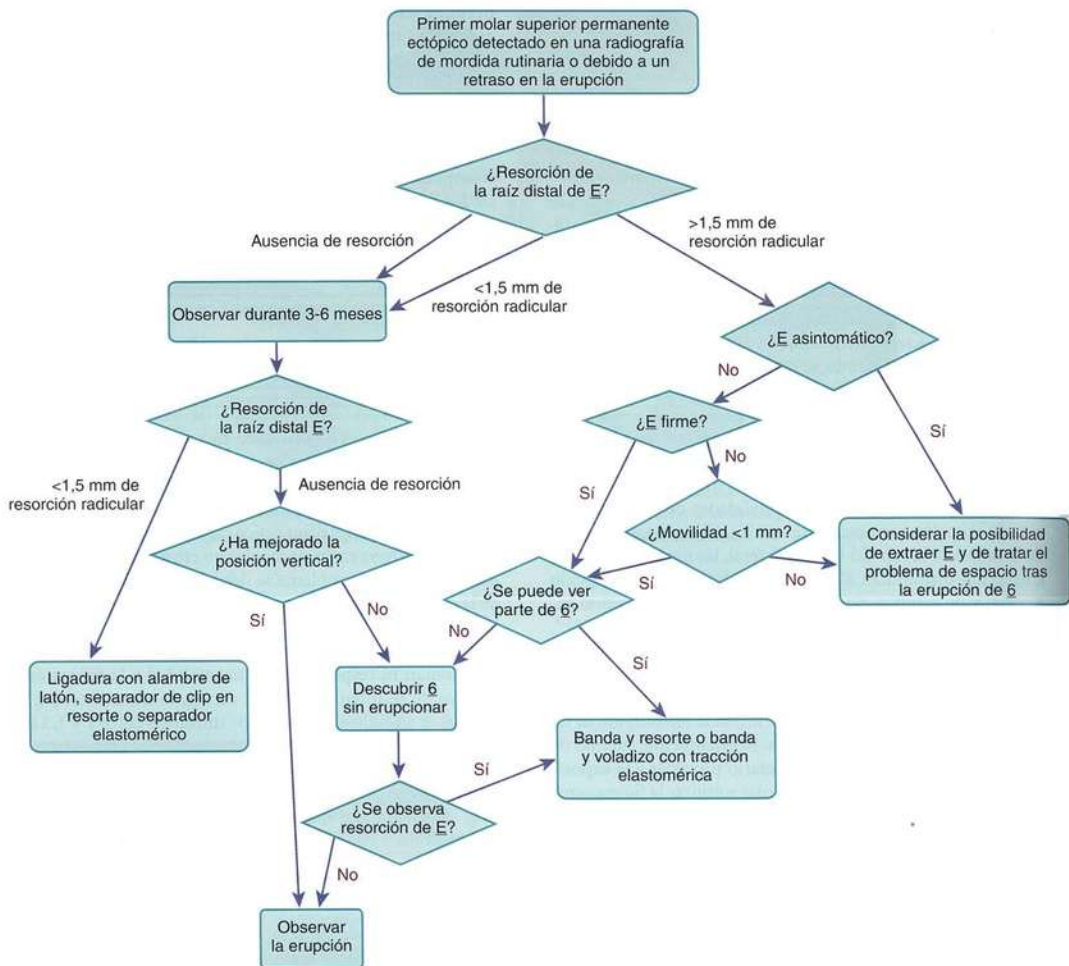 Primer molar superior permanente
ectópico detectado en una radiografía
de mordida rutinaria o debido a un
retraso en la erupción
¿Resorción de
la raíz distal de E?
Ausencia de resorción
<1,5 mm de
resorción radicular
>1,5 mm de
resorción radicular
Observar durante 3-6 meses
¿E asintomático?
No
Sí
¿Resorción de
la raíz distal E?
¿E firme?
No
Sí
<1,5 mm de
resorción radicular
Ausencia de resorción
¿Ha mejorado la
posición vertical?
¿Movilidad <1 mm?
Sí
No
Considerar la posibilidad
de extraer E y de tratar el
problema de espacio tras
la erupción de 6
¿Se puede ver
parte de 6?
Sí
No
No
Sí
Ligadura con alambre de
latón, separador de clip en
resorte o separador
elastomérico
Descubrir 6
sin erupcionar
Banda y resorte o banda
y voladizo con tracción
elastomérica
Sí
¿Se observa
resorción de E?
No
Observar
la erupción